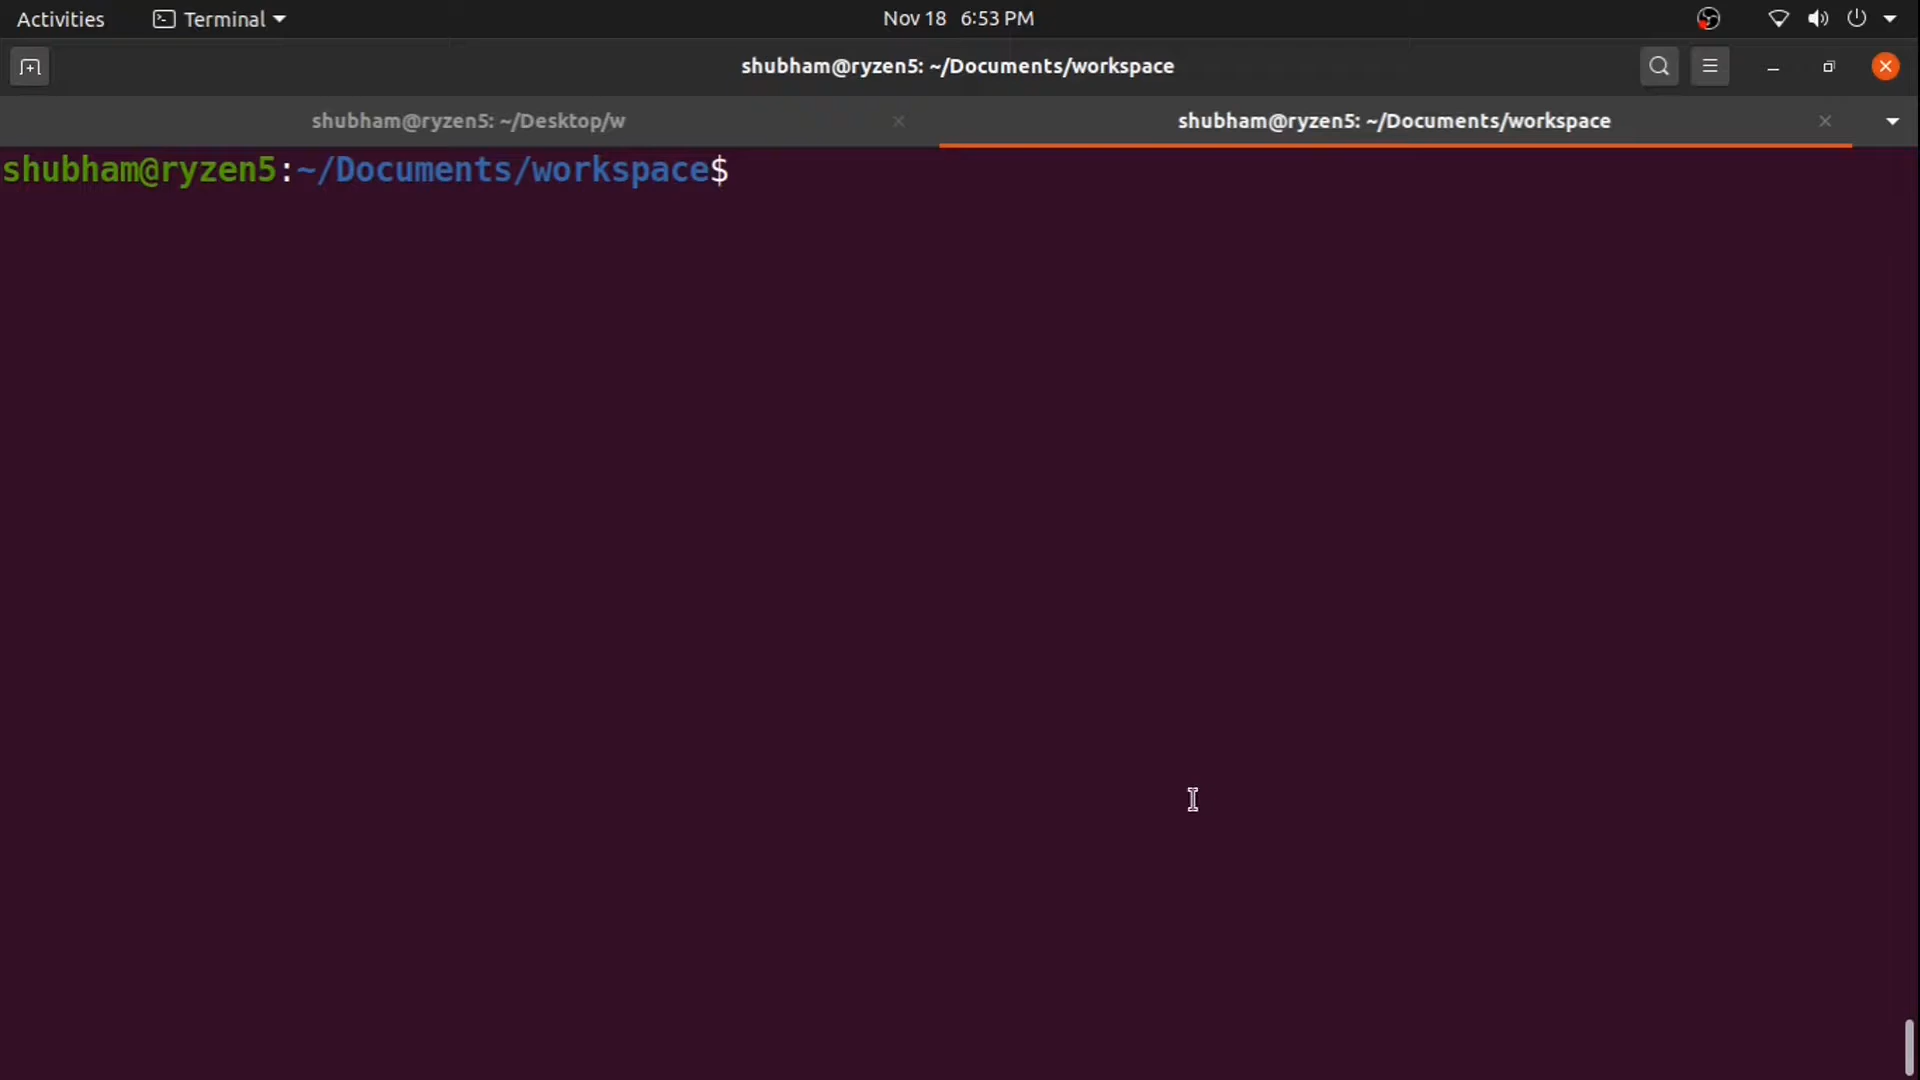 Activities Terminal Nov 18 6:53 PM
shubham@ryzen5: ~/Documents/workspace
shubham@ryzen5: ~/Desktop/w shubham@ryzen5: ~/Documents/workspace
shubham@ryzen5:~/Documents/workspace$